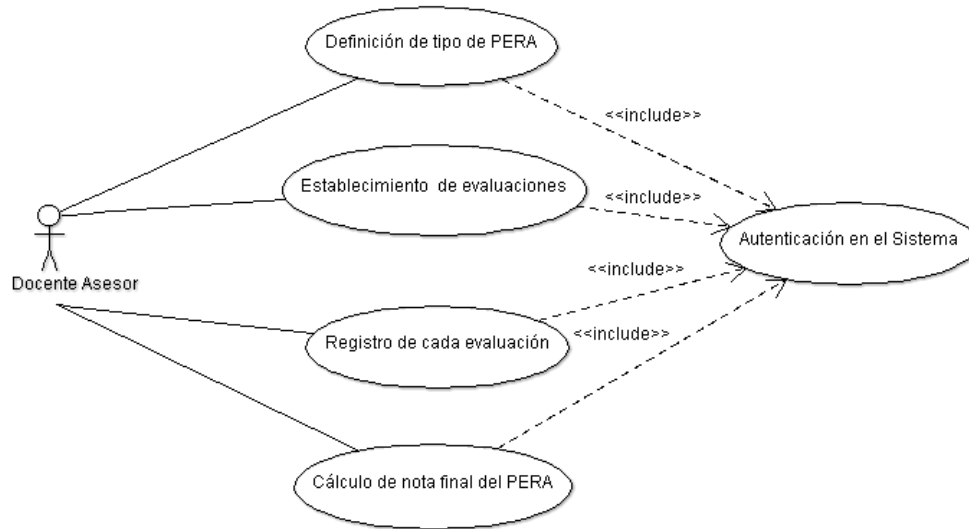 Definición de tipo de PERA
<<include>>
Establecimiento de evaluaciones
<<include>>
Autenticación en el Sistema
Docente Asesor
<<include>>
Registro de cada evaluación
<<include>>
Cálculo de nota final del PERA